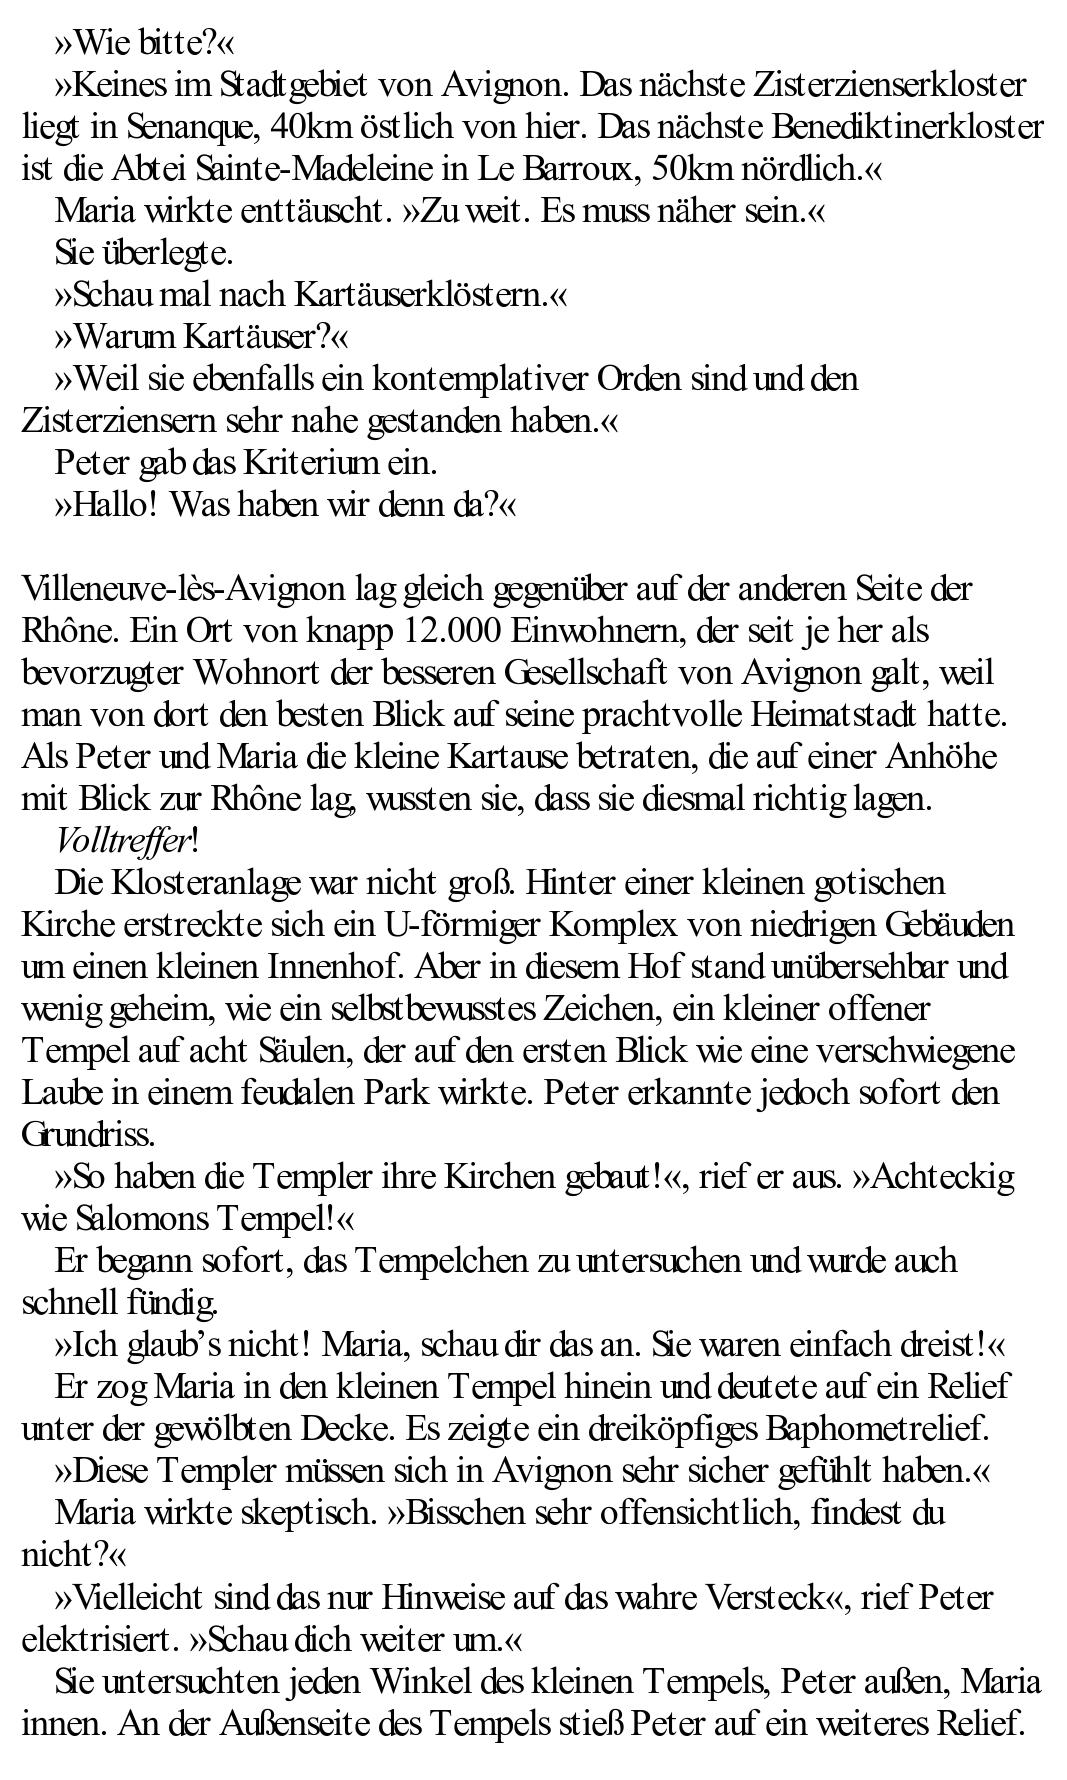 »Wie bitte?«
»Keines im Stadtgebiet von Avignon. Das nächste Zisterzienserkloster
liegt in Senanque, 40km östlich von hier. Das nächste Benediktinerkloster
ist die Abtei Sainte-Madeleine in Le Barroux, 50km nördlich.«
Maria wirkte enttäuscht. »Zu weit. Es muss näher sein.«
Sie überlegte.
»Schau mal nach Kartäuserklöstern.«
»Warum Kartäuser?«
»Weil sie ebenfalls ein kontemplativer Orden sind und den
Zisterziensern sehr nahe gestanden haben.«
Peter gab das Kriterium ein.
»Hallo! Was haben wir denn da?«
Villeneuve-lès-Avignon lag gleich gegenüber auf der anderen Seite der
Rhône. Ein Ort von knapp 12.000 Einwohnern, der seit je her als
bevorzugter Wohnort der besseren Gesellschaft von Avignon galt, weil
man von dort den besten Blick auf seine prachtvolle Heimatstadt hatte.
Als Peter und Maria die kleine Kartause betraten, die auf einer Anhöhe
mit Blick zur Rhône lag, wussten sie, dass sie diesmal richtig lagen.
Volltreffer!
Die Klosteranlage war nicht groß. Hinter einer kleinen gotischen
Kirche erstreckte sich ein U-förmiger Komplex von niedrigen Gebäuden
um einen kleinen Innenhof. Aber in diesem Hof stand unübersehbar und
wenig geheim, wie ein selbstbewusstes Zeichen, ein kleiner offener
Tempel auf acht Säulen, der auf den ersten Blick wie eine verschwiegene
Laube in einem feudalen Park wirkte. Peter erkannte jedoch sofort den
Grundriss.
»So haben die Templer ihre Kirchen gebaut!«, rief er aus. »Achteckig
wie Salomons Tempel!«
Er begann sofort, das Tempelchen zu untersuchen und wurde auch
schnell fündig.
»Ich glaub’s nicht! Maria, schau dir das an. Sie waren einfach dreist!«
Er zog Maria in den kleinen Tempel hinein und deutete auf ein Relief
unter der gewölbten Decke. Es zeigte ein dreiköpfiges Baphometrelief.
»Diese Templer müssen sich in Avignon sehr sicher gefühlt haben.«
Maria wirkte skeptisch. »Bisschen sehr offensichtlich, findest du
nicht?«
»Vielleicht sind das nur Hinweise auf das wahre Versteck«, rief Peter
elektrisiert. »Schau dich weiter um.«
Sie untersuchten jeden Winkel des kleinen Tempels, Peter außen, Maria
innen. An der Außenseite des Tempels stieß Peter auf ein weiteres Relief.